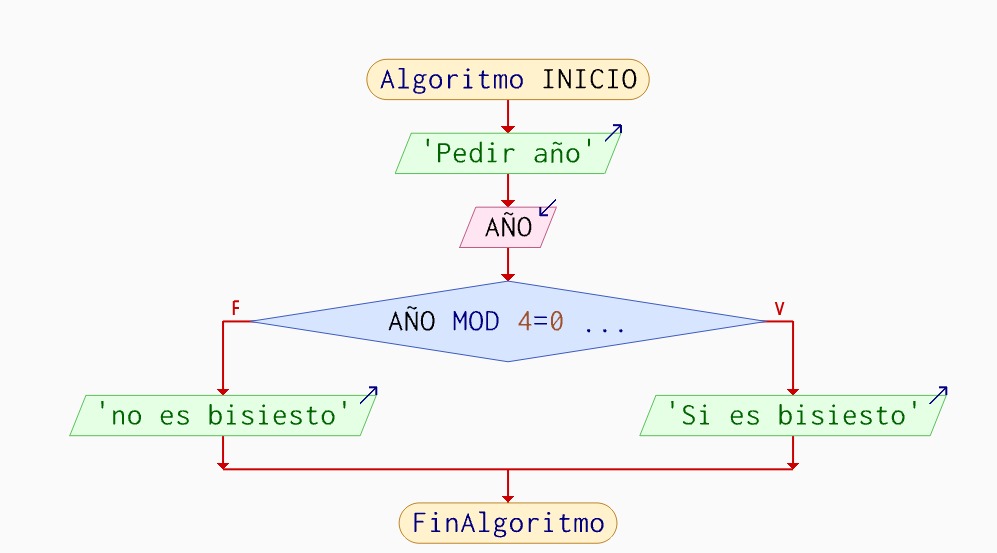 Algoritmo INICIO
'Pedir año'
AÑO
F
V
AÑO MOD 4=0 ...
'no es bisiesto'
'Si es bisiesto'
FinAlgoritmo